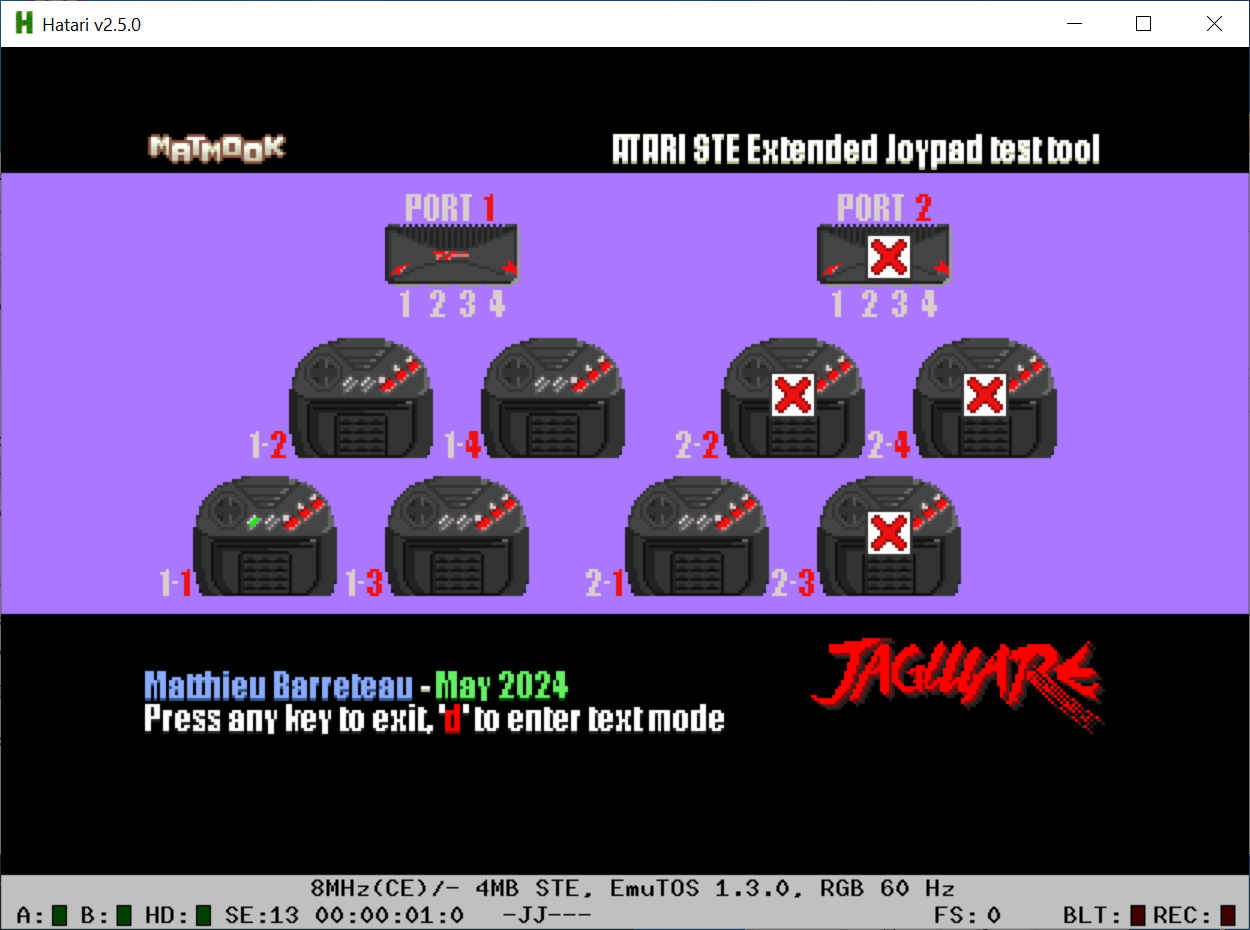 Hatari v2.5.0
MATMOOK
ATARI STE Extended Joypad test tool
PORT 1
PORT 2
1 2 3 4
1 2 3 4
1-2
1-4
2-2
2-4
1-1
1-3
2-1
2-3
JAGWARE
Matthieu Barreteau - May 2024
Press any key to exit, 'd' to enter text mode
8MHz(CE)/- 4MB STE, EmuTOS 1.3.0, RGB 60 Hz
A: B: HD: SE:13 00:00:01:0 -JJ--- FS: 0 BLT: REC: